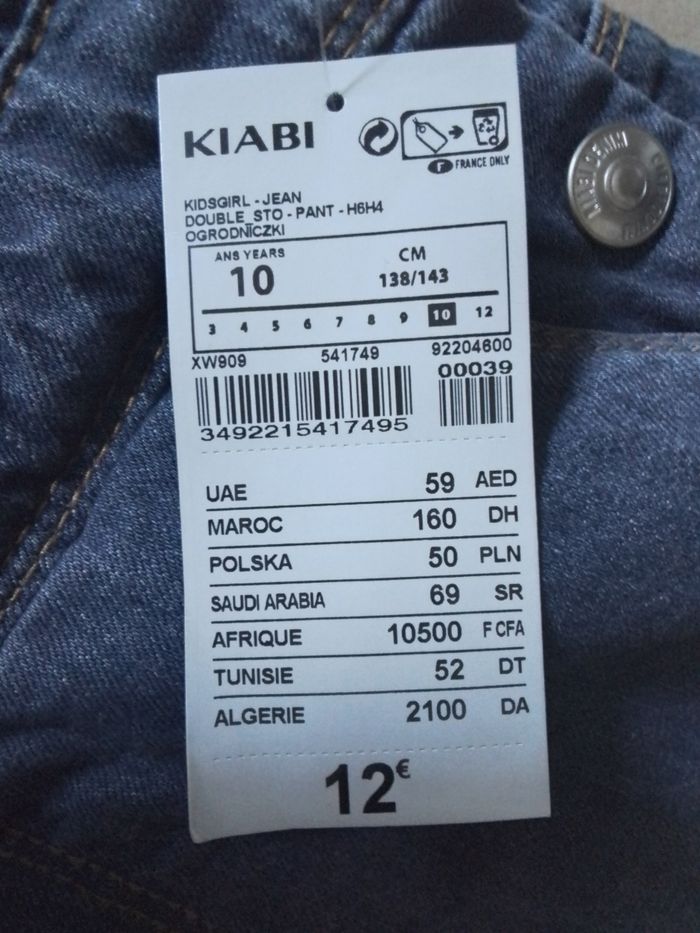 KIABI
FRANCE ONLY
KIDSGIRL - JEAN
DOUBLE_STO - PANT - H6H4
OGRODNICZKI
ANS YEARS CM
10 138/143
3 4 5 6 7 8 9 10 12
XW909 541749 92204600
00039
3492215417495
UAE 59 AED
MAROC 160 DH
POLSKA 50 PLN
SAUDI ARABIA 69 SR
AFRIQUE 10500 F CFA
TUNISIE 52 DT
ALGERIE 2100 DA
12€